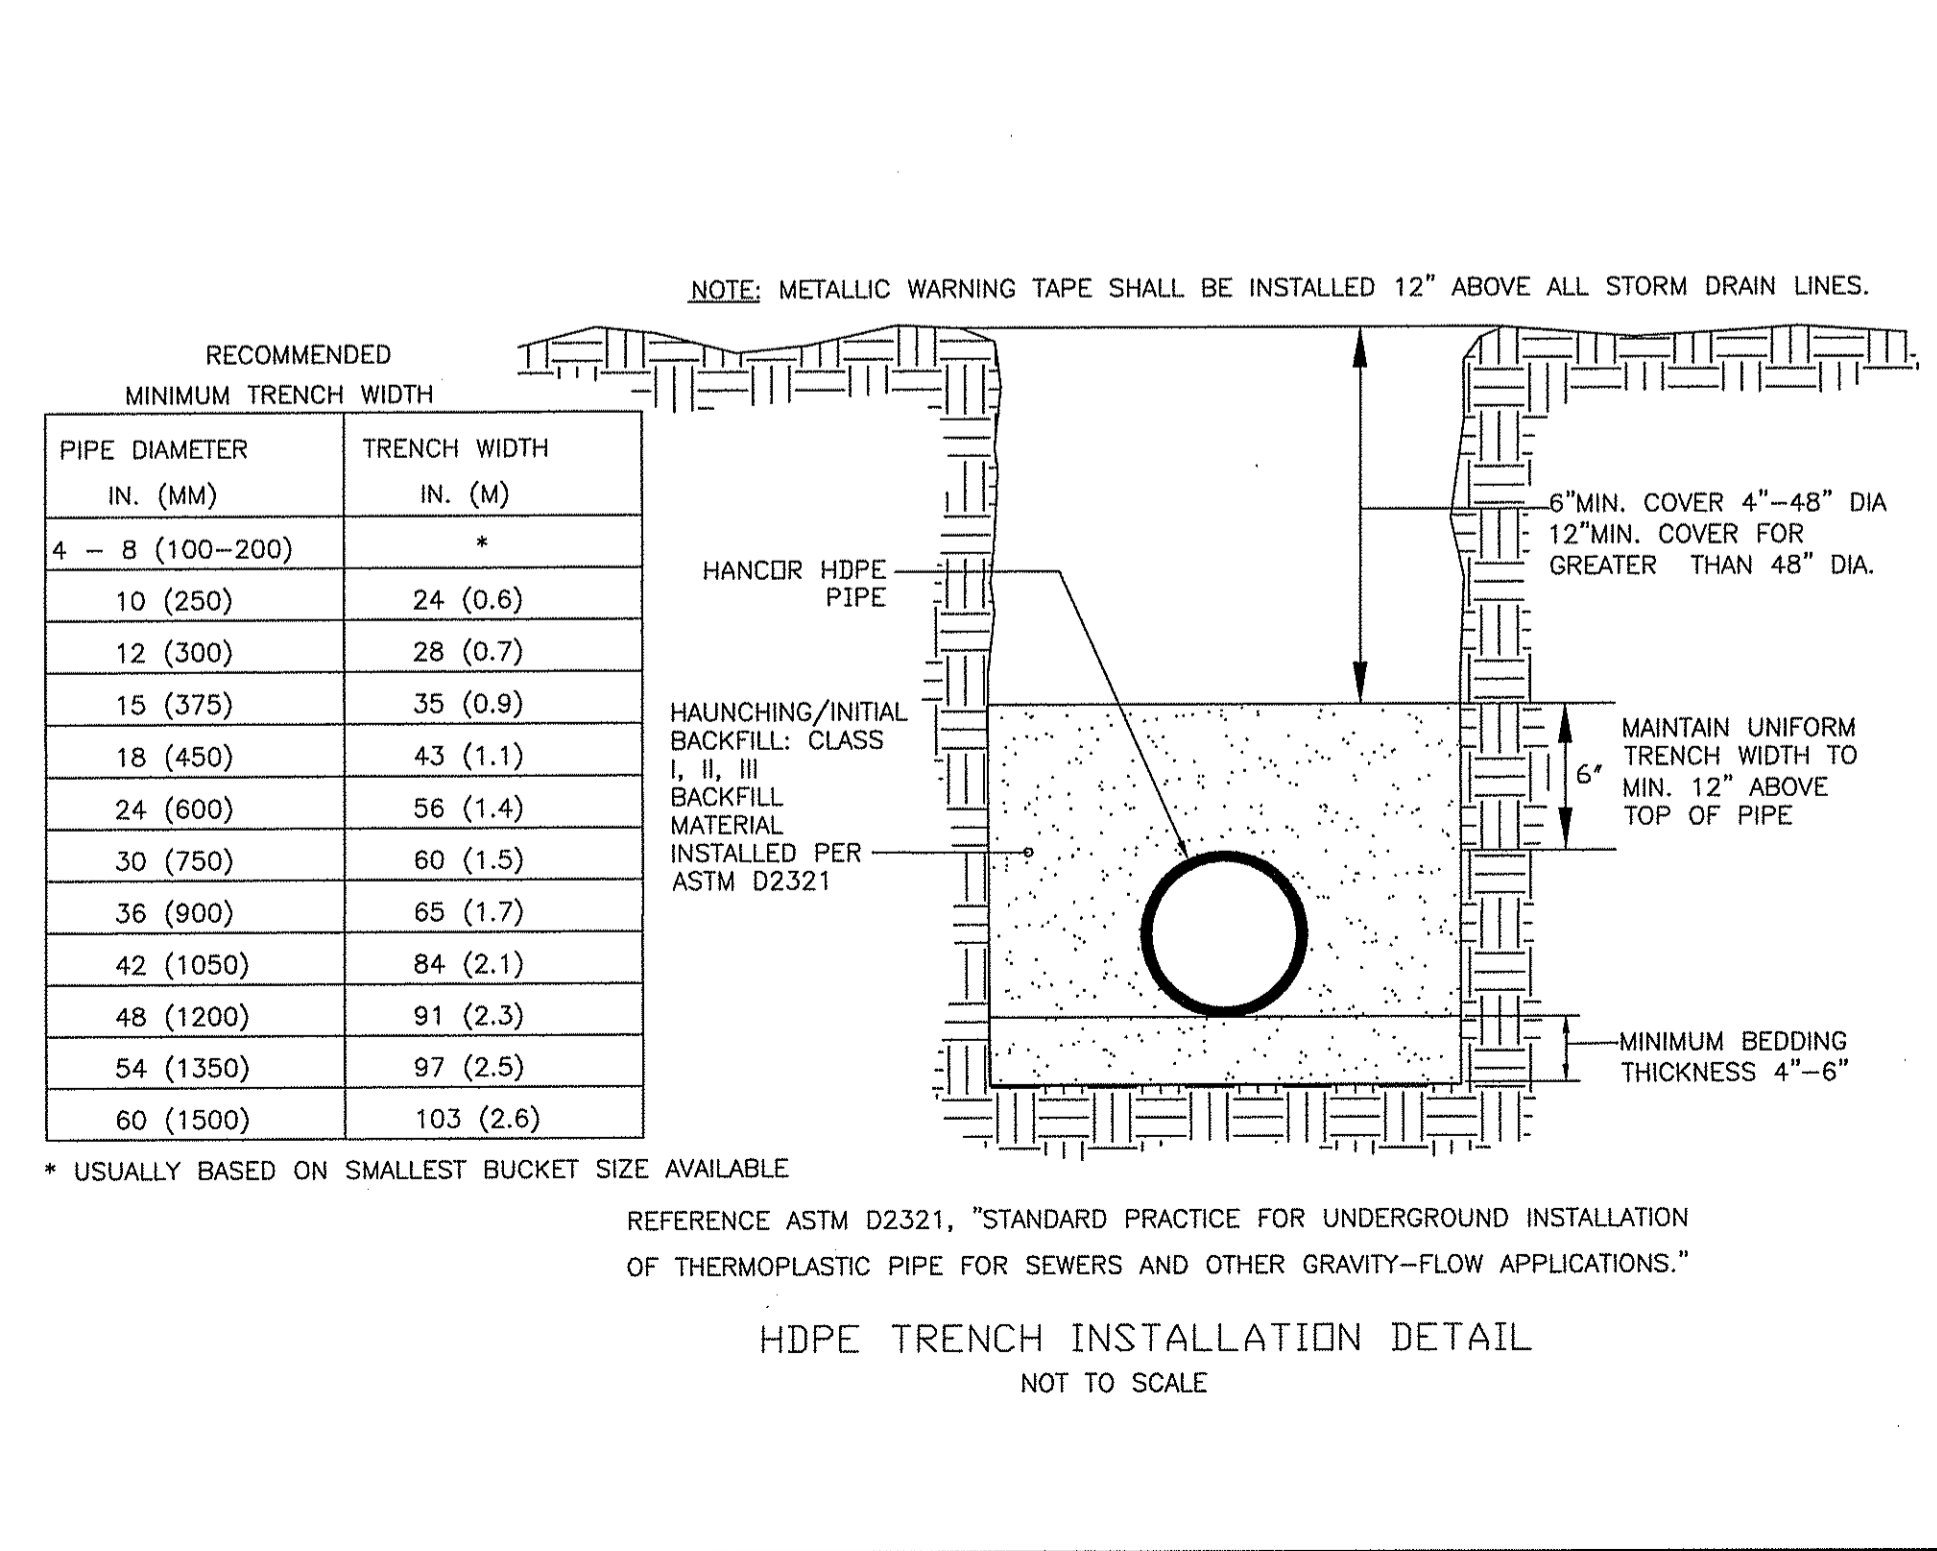 NOTE: METALLIC WARNING TAPE SHALL BE INSTALLED 12" ABOVE ALL STORM DRAIN LINES.
RECOMMENDED
MINIMUM TRENCH WIDTH
PIPE DIAMETER TRENCH WIDTH
IN. (MM) IN. (M)
4 - 8 (100-200) *
10 (250) 24 (0.6)
12 (300) 28 (0.7)
15 (375) 35 (0.9)
18 (450) 43 (1.1)
24 (600) 56 (1.4)
30 (750) 60 (1.5)
36 (900) 65 (1.7)
42 (1050) 84 (2.1)
48 (1200) 91 (2.3)
54 (1350) 97 (2.5)
60 (1500) 103 (2.6)
* USUALLY BASED ON SMALLEST BUCKET SIZE AVAILABLE
HANCOR HDPE
PIPE
HAUNCHING/INITIAL
BACKFILL: CLASS
I, II, III
BACKFILL
MATERIAL
INSTALLED PER
ASTM D2321
6"MIN. COVER 4"-48" DIA
12"MIN. COVER FOR
GREATER THAN 48" DIA.
6"
MAINTAIN UNIFORM
TRENCH WIDTH TO
MIN. 12" ABOVE
TOP OF PIPE
MINIMUM BEDDING
THICKNESS 4"-6"
REFERENCE ASTM D2321, "STANDARD PRACTICE FOR UNDERGROUND INSTALLATION
OF THERMOPLASTIC PIPE FOR SEWERS AND OTHER GRAVITY-FLOW APPLICATIONS."
HDPE TRENCH INSTALLATION DETAIL
NOT TO SCALE